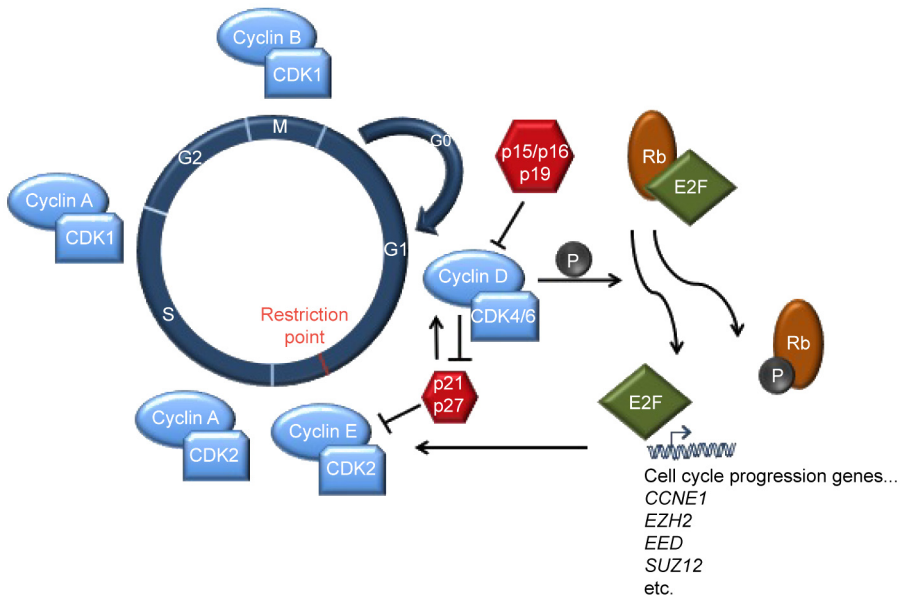 Cyclin B
CDK1
M
G0
G2
p15/p16
p19
Rb
E2F
Cyclin A
CDK1
G1
P
Cyclin D
CDK4/6
S
Restriction
point
Rb
P
p21
p27
E2F
Cyclin A
CDK2
Cyclin E
CDK2
Cell cycle progression genes...
CCNE1
EZH2
EED
SUZ12
etc.